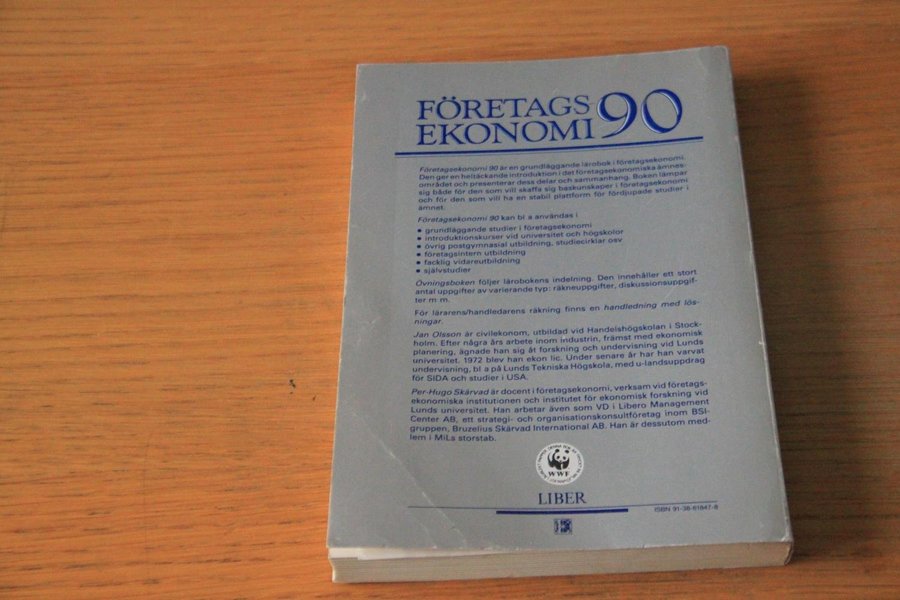 FÖRETAGS
EKONOMI 90
Företagsekonomi 90 är en grundläggande lärobok i företagsekonomi.
Den ger en heltäckande introduktion i det företagsekonomiska ämnes-
området och presenterar dess delar och sammanhang. Boken lämpar
sig både för den som vill skaffa sig baskunskaper i företagsekonomi
och för den som vill ha en stabil plattform för fördjupade studier i
ämnet.
Företagsekonomi 90 kan bl a användas i
• grundläggande studier i företagsekonomi
• introduktionskurser vid universitet och högskolor
• övrig postgymnasial utbildning, studiecirklar osv
• företagsintern utbildning
• facklig vidareutbildning
• självstudier
Övningsboken följer lärobokens indelning. Den innehåller ett stort
antal uppgifter av varierande typ: räkneuppgifter, diskussionsuppgif-
ter m m.
För lärarens/handledarens räkning finns en handledning med lös-
ningar.
Jan Olsson är civilekonom, utbildad vid Handelshögskolan i Stock-
holm. Efter några års arbete inom industrin, främst med ekonomisk
planering, ägnade han sig åt forskning och undervisning vid Lunds
universitet. 1972 blev han ekon lic. Under senare år har han varvat
undervisning, bl a på Lunds Tekniska Högskola, med u-landsuppdrag
för SIDA och studier i USA.
Per-Hugo Skärvad är docent i företagsekonomi, verksam vid företags-
ekonomiska institutionen och institutet för ekonomisk forskning vid
Lunds universitet. Han arbetar även som VD i Libero Management
Center AB, ett strategi- och organisationskonsultföretag inom BSI-
gruppen, Bruzelius Skärvad International AB. Han är dessutom med-
lem i MiLs storstab.
WWF
LIBER
ISBN 91-38-61847-8